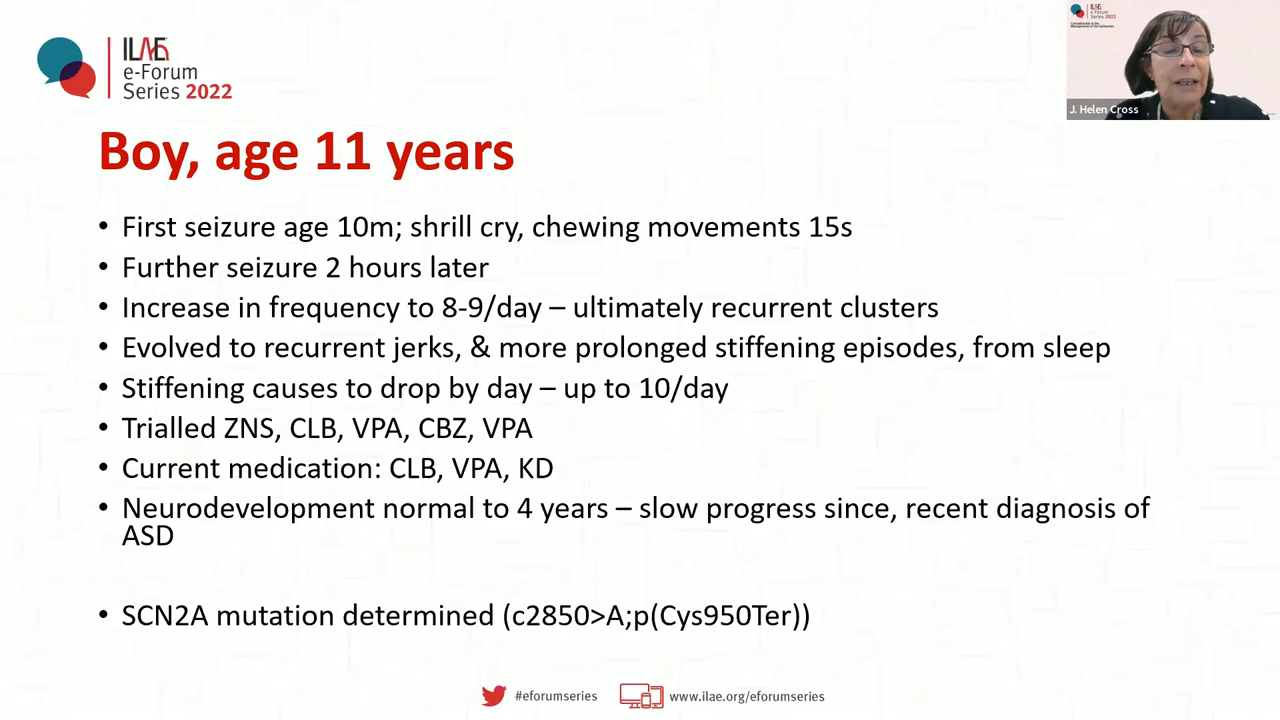 ILAE
e-Forum
Series 2022
ILAE
e-Forum
Series 2022
J. Helen Cross
Boy, age 11 years
• First seizure age 10m; shrill cry, chewing movements 15s
• Further seizure 2 hours later
• Increase in frequency to 8-9/day – ultimately recurrent clusters
• Evolved to recurrent jerks, & more prolonged stiffening episodes, from sleep
• Stiffening causes to drop by day – up to 10/day
• Trialled ZNS, CLB, VPA, CBZ, VPA
• Current medication: CLB, VPA, KD
• Neurodevelopment normal to 4 years – slow progress since, recent diagnosis of
ASD
• SCN2A mutation determined (c2850>A;p(Cys950Ter))
#eforumseries
www.ilae.org/eforumseries